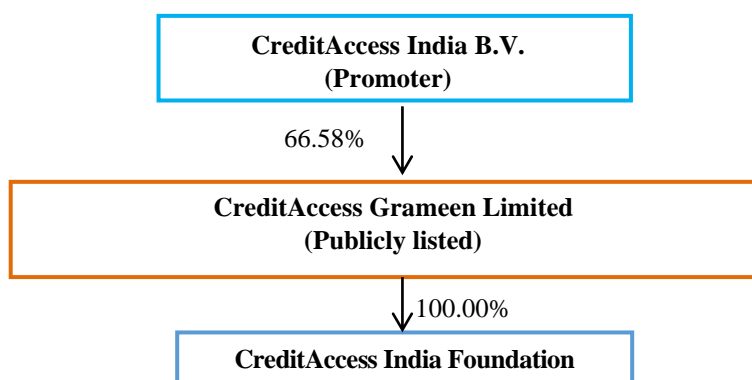 CreditAccess India B.V.
(Promoter)
66.58%
CreditAccess Grameen Limited
(Publicly listed)
100.00%
CreditAccess India Foundation